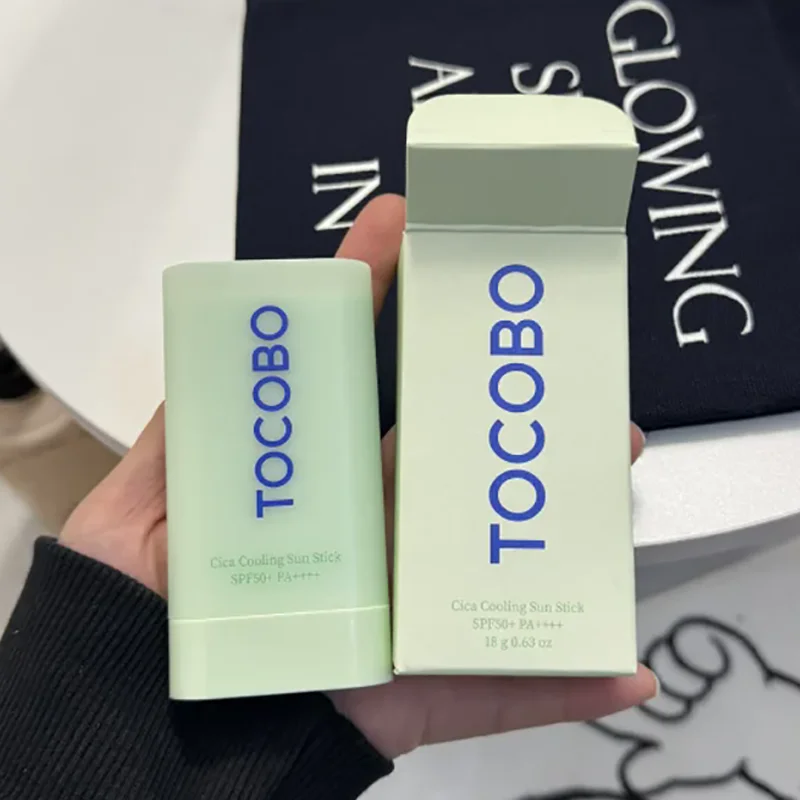 GLOWING
IN
TOCOBO
Cica Cooling Sun Stick
SPF50+ PA++++
TOCOBO
Cica Cooling Sun Stick
SPF50+ PA++++
18 g 0.63 oz